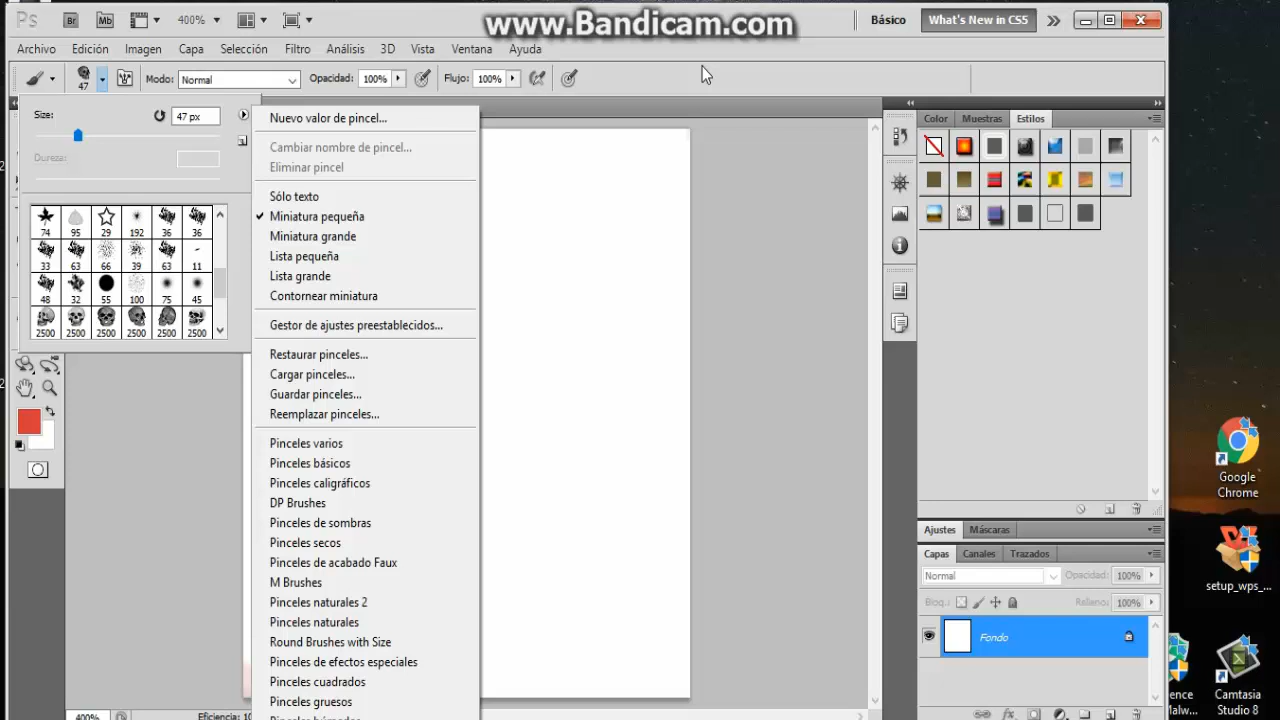 www.Bandicam.com
Ps Br Mb 400% Básico What's New in CS5
Archivo Edición Imagen Capa Selección Filtro Análisis 3D Vista Ventana Ayuda
47 Modo: Normal Opacidad: 100% Flujo: 100%
Size: 47 px
Dureza:
74 95 29 192 36 36
33 63 66 39 63 11
48 32 55 100 75 45
2500 2500 2500 2500 2500 2500
Nuevo valor de pincel...
Cambiar nombre de pincel...
Eliminar pincel
Sólo texto
Miniatura pequeña
Miniatura grande
Lista pequeña
Lista grande
Contornear miniatura
Gestor de ajustes preestablecidos...
Restaurar pinceles...
Cargar pinceles...
Guardar pinceles...
Reemplazar pinceles...
Pinceles varios
Pinceles básicos
Pinceles caligráficos
DP Brushes
Pinceles de sombras
Pinceles secos
Pinceles de acabado Faux
M Brushes
Pinceles naturales 2
Pinceles naturales
Round Brushes with Size
Pinceles de efectos especiales
Pinceles cuadrados
Pinceles gruesos
400% Eficiencia: 10
Color Muestras Estilos
Ajustes Máscaras
Capas Canales Trazados
Normal Opacidad: 100%
Bloq.: Relleno: 100%
Fondo
Google
Chrome
setup_wps_...
Camtasia
Studio 8
ence
Malw...